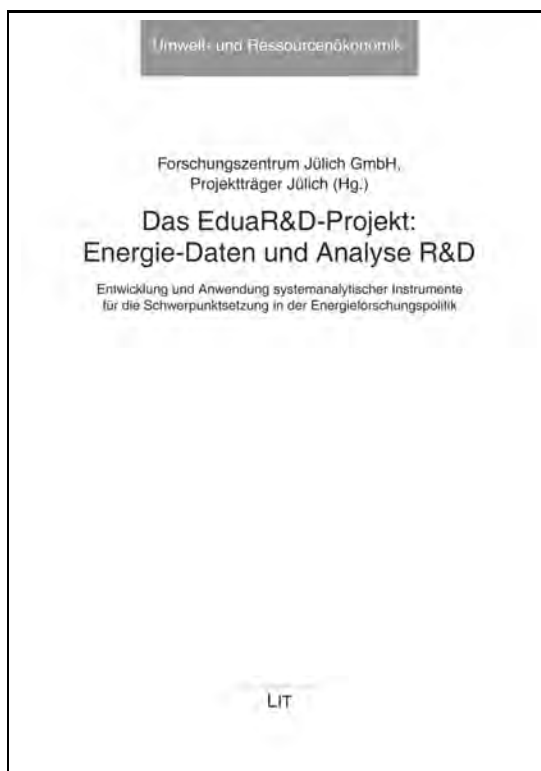 Umwelt- und Ressourcenökonomik
Forschungszentrum Jülich GmbH,
Projektträger Jülich (Hg.)
Das EduaR&D-Projekt:
Energie-Daten und Analyse R&D
Entwicklung und Anwendung systemanalytischer Instrumente
für die Schwerpunktsetzung in der Energieforschungspolitik
LIT